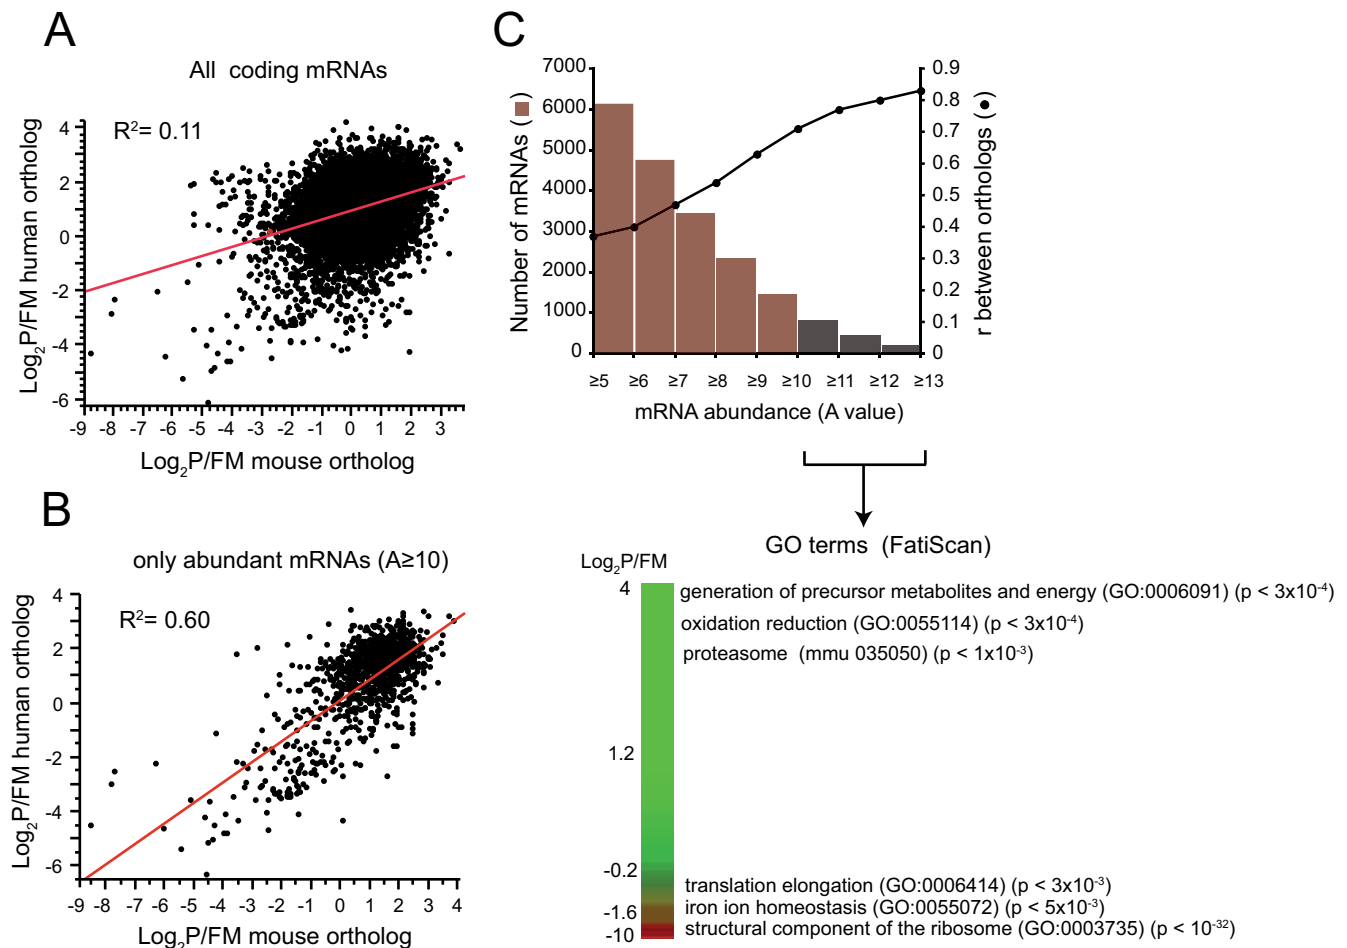 A
All coding mRNAs
R2= 0.11
Log2P/FM human ortholog
4
2
0
-2
-4
-6
-9 -8 -7 -6 -5 -4 -3 -2 -1 0 1 2 3
Log2P/FM mouse ortholog
B
only abundant mRNAs (A≥10)
R2= 0.60
Log2P/FM human ortholog
4
2
0
-2
-4
-6
-9 -8 -7 -6 -5 -4 -3 -2 -1 0 1 2 3 4
Log2P/FM mouse ortholog
C
Number of mRNAs ( )
7000
6000
5000
4000
3000
2000
1000
0
0.9
0.8
0.7
0.6
0.5
0.4
0.3
0.2
0.1
0
r between orthologs (●)
≥5 ≥6 ≥7 ≥8 ≥9 ≥10 ≥11 ≥12 ≥13
mRNA abundance (A value)
GO terms (FatiScan)
Log2P/FM
4
1.2
-0.2
-1.6
-10
generation of precursor metabolites and energy (GO:0006091) (p < 3x10-4)
oxidation reduction (GO:0055114) (p < 3x10-4)
proteasome (mmu 035050) (p < 1x10-3)
translation elongation (GO:0006414) (p < 3x10-3)
iron ion homeostasis (GO:0055072) (p < 5x10-3)
structural component of the ribosome (GO:0003735) (p < 10-32)